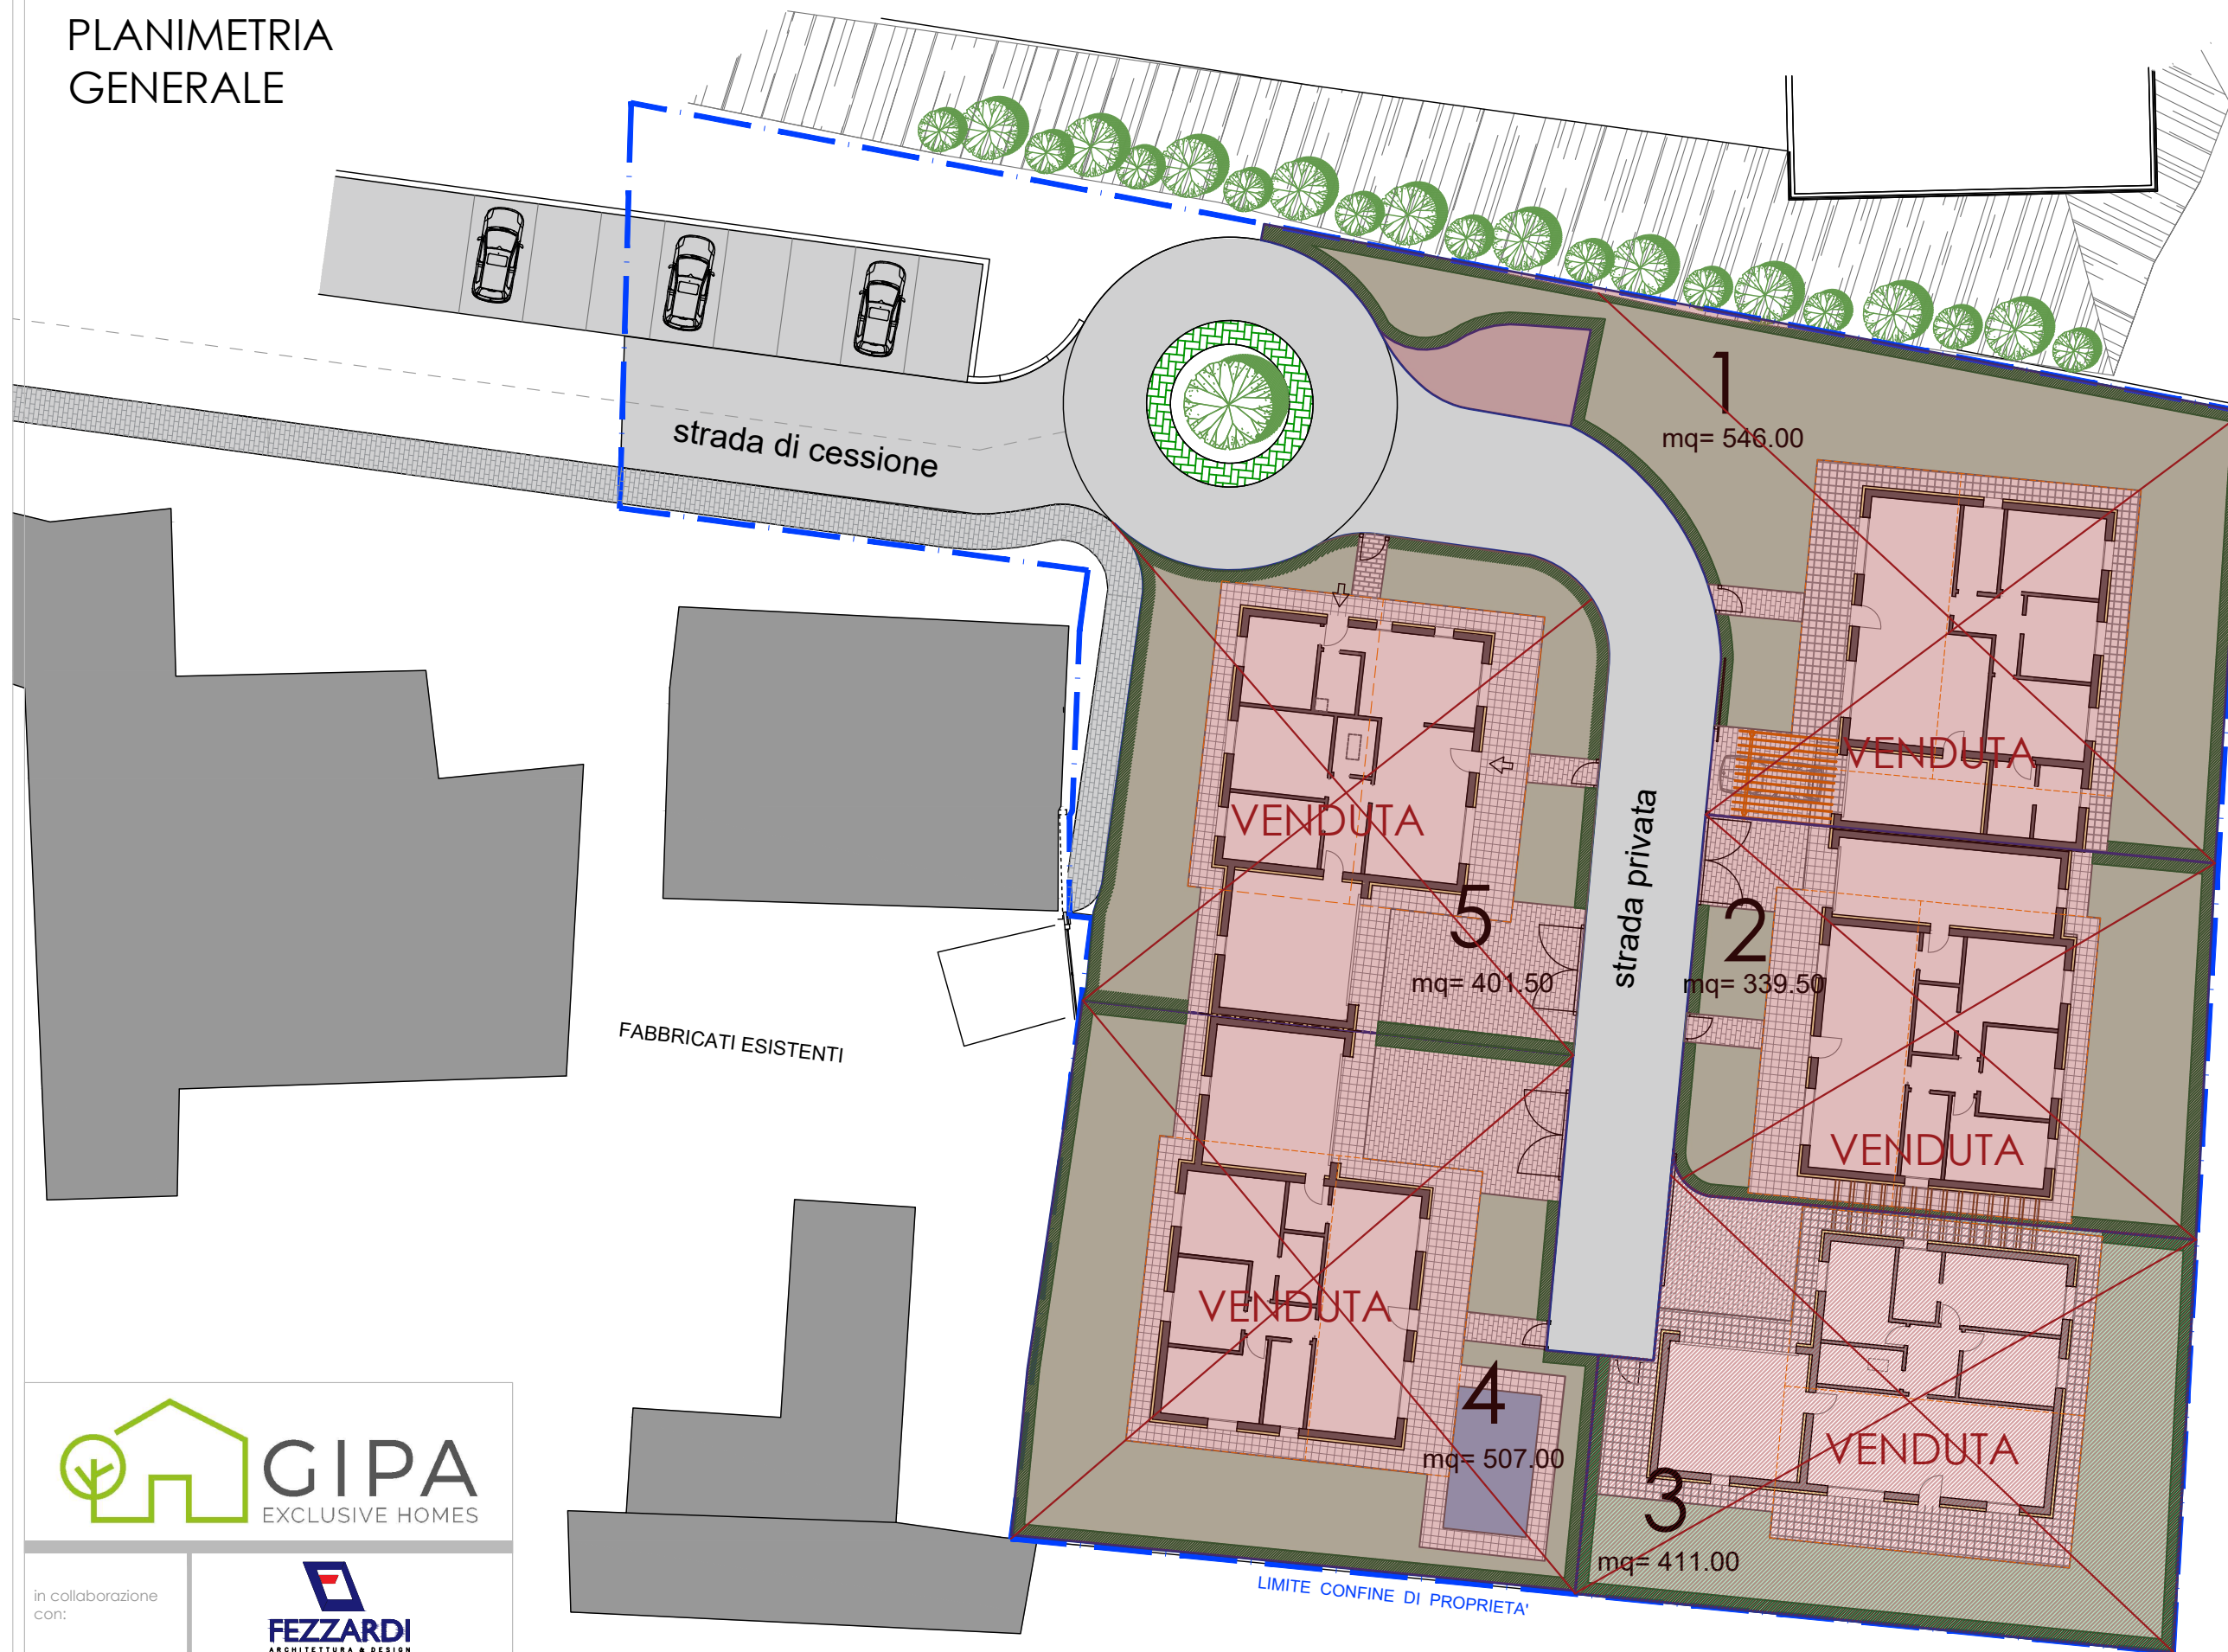 PLANIMETRIA
GENERALE
strada di cessione
1
mq= 546.00
VENDUTA
VENDUTA
5
mq= 401.50
strada privata
2
mq= 339.50
FABBRICATI ESISTENTI
VENDUTA
VENDUTA
4
mq= 507.00
VENDUTA
3
mq= 411.00
LIMITE CONFINE DI PROPRIETA'
GIPA
EXCLUSIVE HOMES
in collaborazione
con:
FEZZARDI
ARCHITETTURA & DESIGN